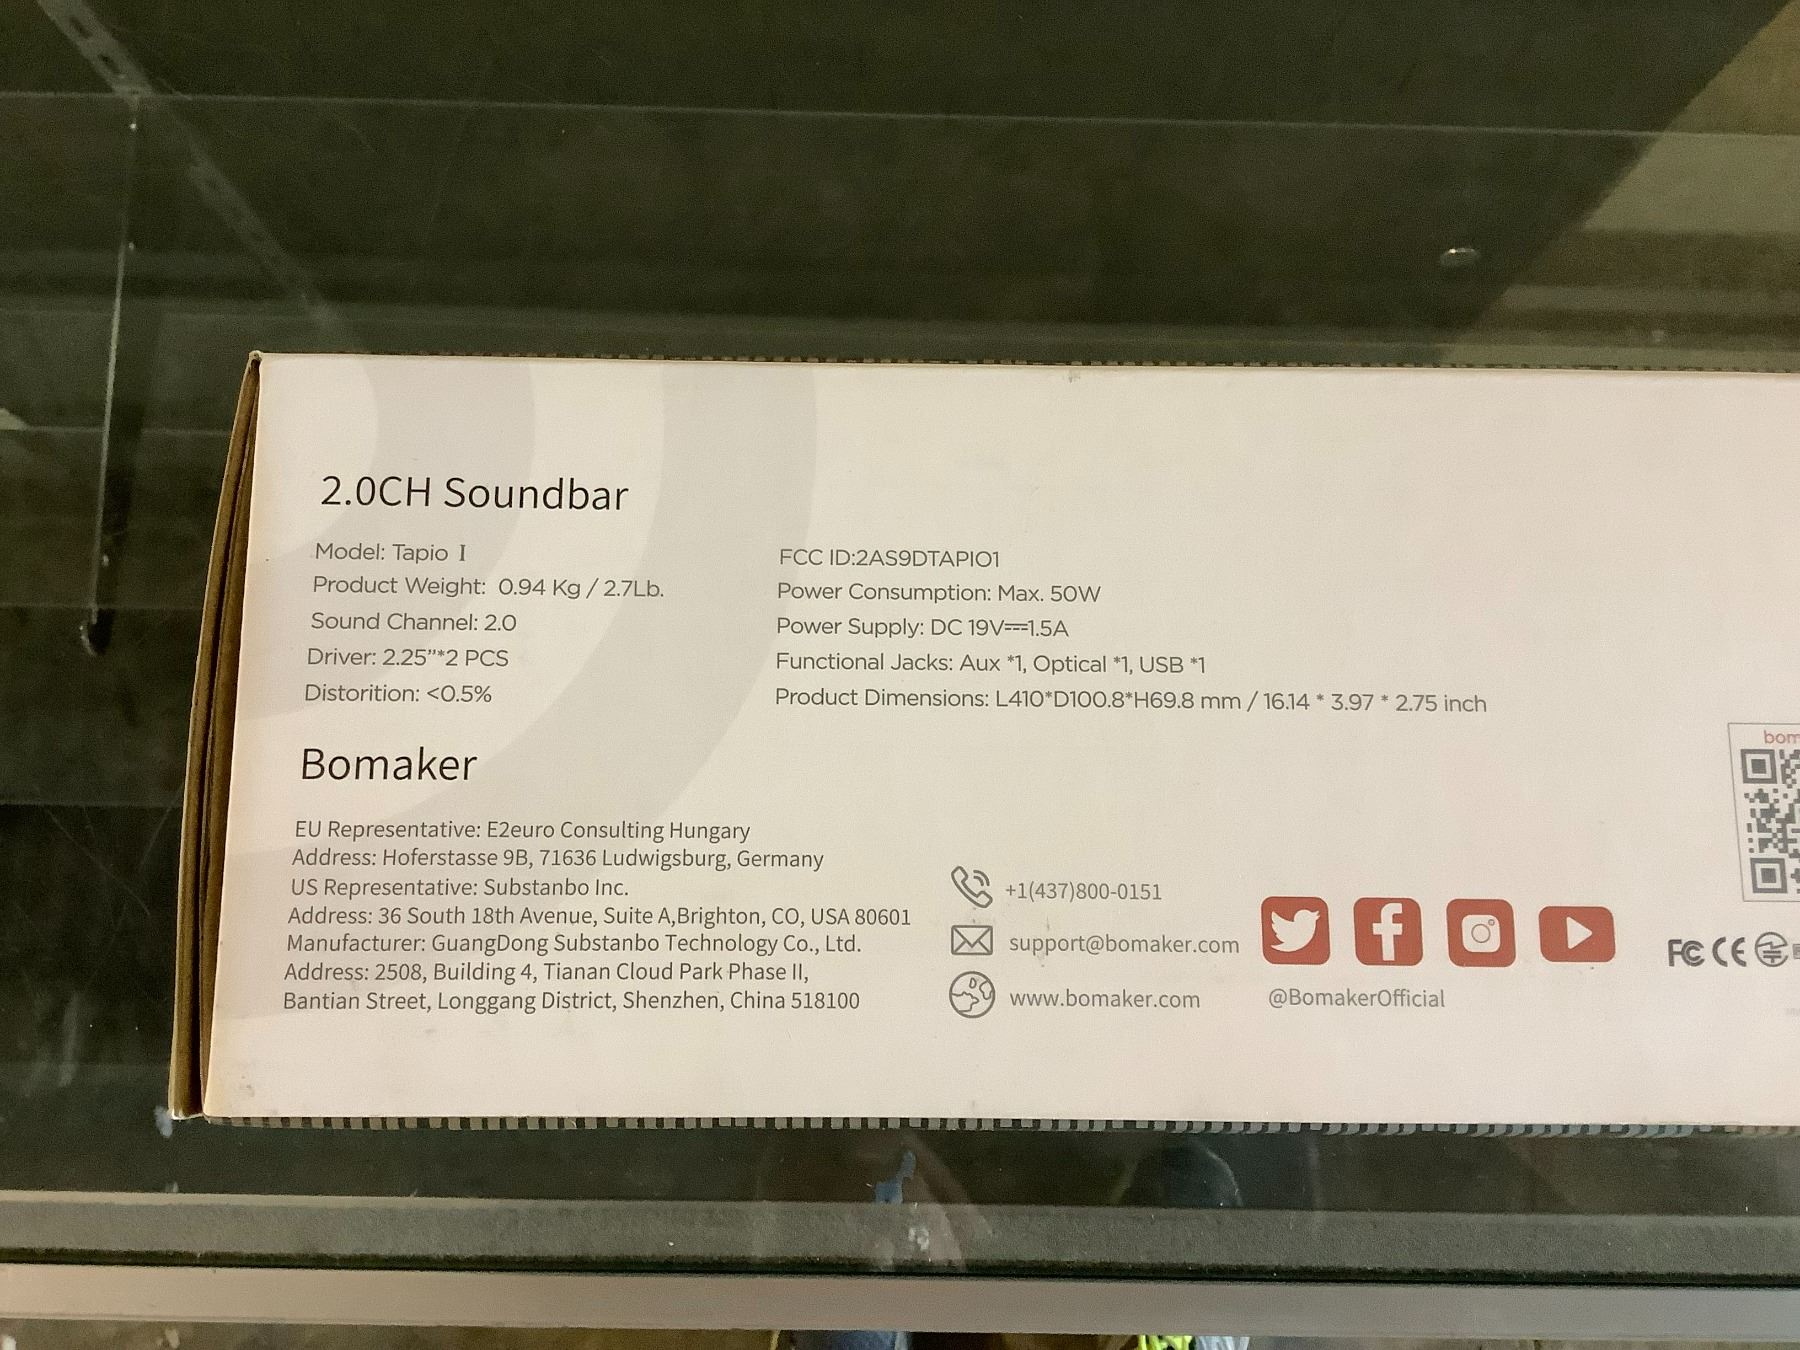 2.0CH Soundbar
Model: Tapio I
Product Weight: 0.94 Kg / 2.7Lb.
Sound Channel: 2.0
Driver: 2.25”*2 PCS
Distorition: <0.5%
FCC ID:2AS9DTAPIO1
Power Consumption: Max. 50W
Power Supply: DC 19V⎓1.5A
Functional Jacks: Aux *1, Optical *1, USB *1
Product Dimensions: L410*D100.8*H69.8 mm / 16.14 * 3.97 * 2.75 inch
Bomaker
EU Representative: E2euro Consulting Hungary
Address: Hoferstasse 9B, 71636 Ludwigsburg, Germany
US Representative: Substanbo Inc.
Address: 36 South 18th Avenue, Suite A,Brighton, CO, USA 80601
Manufacturer: GuangDong Substanbo Technology Co., Ltd.
Address: 2508, Building 4, Tianan Cloud Park Phase II,
Bantian Street, Longgang District, Shenzhen, China 518100
+1(437)800-0151
support@bomaker.com
www.bomaker.com
@BomakerOfficial
bom
FC CE